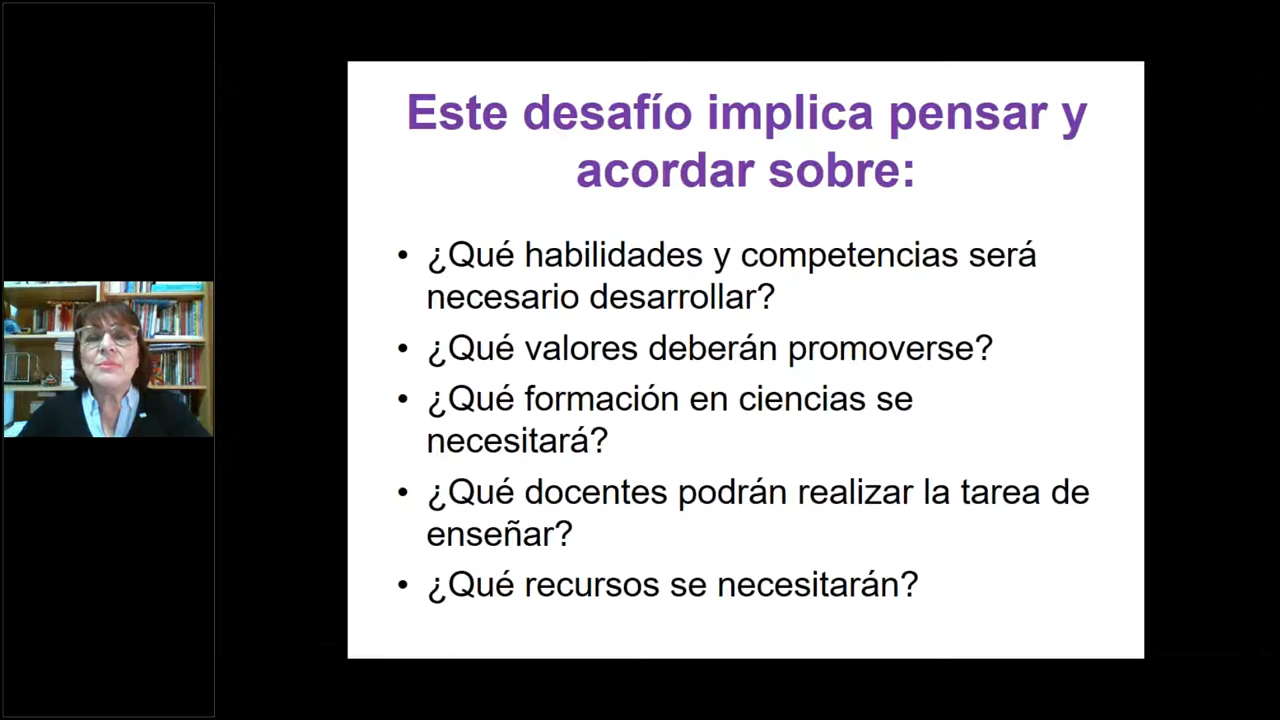 Este desafío implica pensar y
acordar sobre:
• ¿Qué habilidades y competencias será
necesario desarrollar?
• ¿Qué valores deberán promoverse?
• ¿Qué formación en ciencias se
necesitará?
• ¿Qué docentes podrán realizar la tarea de
enseñar?
• ¿Qué recursos se necesitarán?